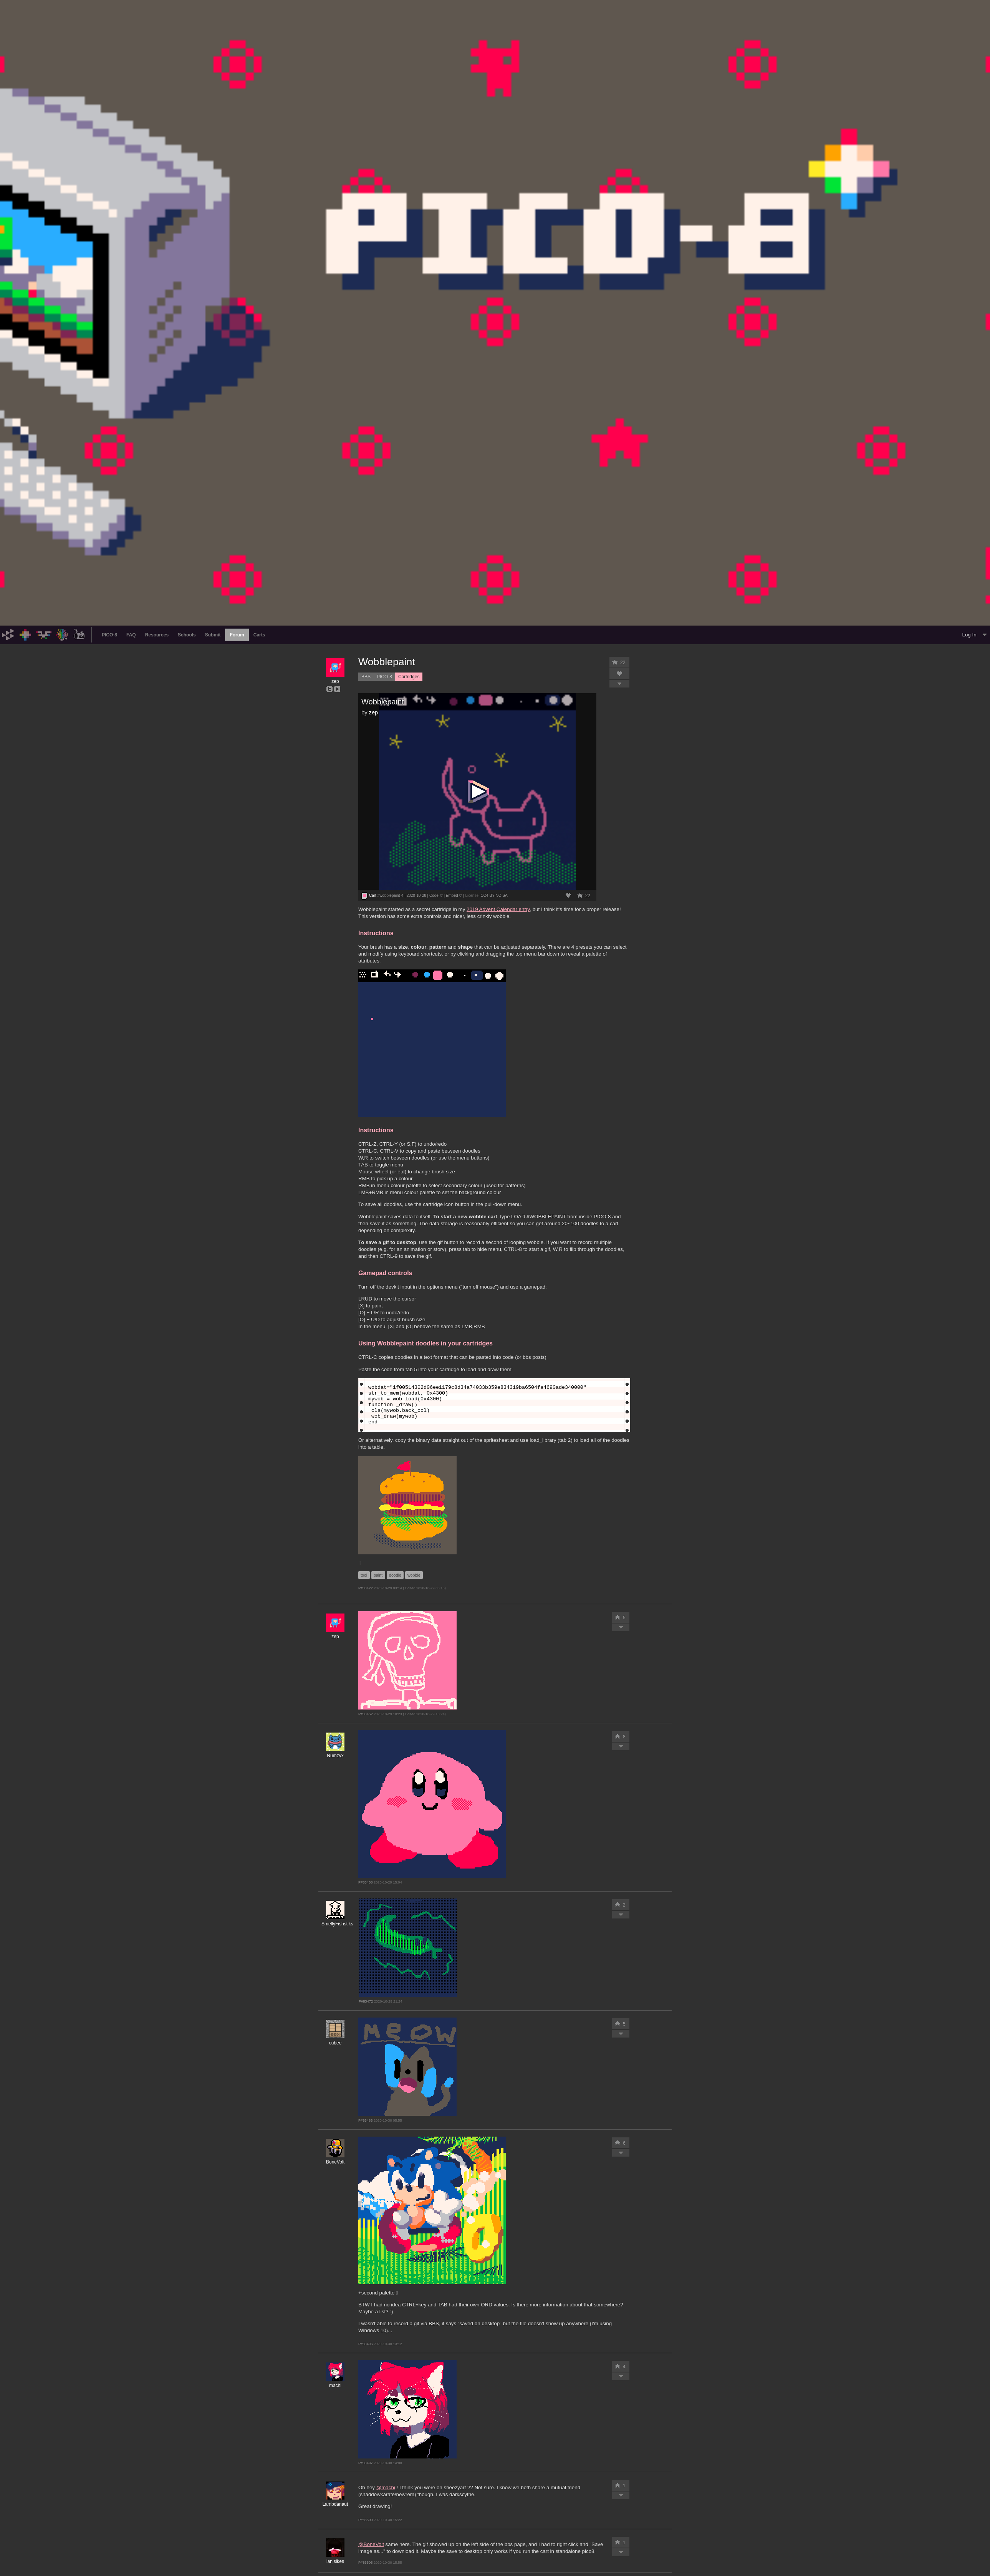 PICO-8
PICO-8 FAQ Resources Schools Submit Forum Carts Log In
zep
Wobblepaint
22
BBS PICO-8 Cartridges
Wobblepaint
by zep
22
Wobblepaint started as a secret cartridge in my 2019 Advent Calendar entry, but I think it's time for a proper release!
This version has some extra controls and nicer, less crinkly wobble.
Instructions
Your brush has a size, colour, pattern and shape that can be adjusted separately. There are 4 presets you can select
and modify using keyboard shortcuts, or by clicking and dragging the top menu bar down to reveal a palette of
attributes.
Instructions
CTRL-Z, CTRL-Y (or S,F) to undo/redo
CTRL-C, CTRL-V to copy and paste between doodles
W,R to switch between doodles (or use the menu buttons)
TAB to toggle menu
Mouse wheel (or e,d) to change brush size
RMB to pick up a colour
RMB in menu colour palette to select secondary colour (used for patterns)
LMB+RMB in menu colour palette to set the background colour
To save all doodles, use the cartridge icon button in the pull-down menu.
Wobblepaint saves data to itself. To start a new wobble cart, type LOAD #WOBBLEPAINT from inside PICO-8 and
then save it as something. The data storage is reasonably efficient so you can get around 20~100 doodles to a cart
depending on complexity.
To save a gif to desktop, use the gif button to record a second of looping wobble. If you want to record multiple
doodles (e.g. for an animation or story), press tab to hide menu, CTRL-8 to start a gif, W,R to flip through the doodles,
and then CTRL-9 to save the gif.
Gamepad controls
Turn off the devkit input in the options menu ("turn off mouse") and use a gamepad:
LRUD to move the cursor
[X] to paint
[O] + L/R to undo/redo
[O] + U/D to adjust brush size
In the menu, [X] and [O] behave the same as LMB,RMB
Using Wobblepaint doodles in your cartridges
CTRL-C copies doodles in a text format that can be pasted into code (or bbs posts)
Paste the code from tab 5 into your cartridge to load and draw them:
str_to_mem(wobdat, 0x4300)
mywob = wob_load(0x4300)
function _draw()
cls(mywob.back_col)
wob_draw(mywob)
end
Or alternatively, copy the binary data straight out of the spritesheet and use load_library (tab 2) to load all of the doodles
into a table.
tool paint doodle wobble
zep
5
Numzyx
6
SmellyFishstiks
2
MEOW
cubee
5
BoneVolt
6
+second palette
BTW I had no idea CTRL+key and TAB had their own ORD values. Is there more information about that somewhere?
Maybe a list? :)
I wasn't able to record a gif via BBS, it says "saved on desktop" but the file doesn't show up anywhere (I'm using
Windows 10)...
machi
4
Lambdanaut
1
Oh hey @machi ! I think you were on sheezyart ?? Not sure. I know we both share a mutual friend
(shaddowkarate/newren) though. I was darkscythe.
Great drawing!
ianpikes
1
@BoneVolt same here. The gif showed up on the left side of the bbs page, and I had to right click and "Save
image as..." to download it. Maybe the save to desktop only works if you run the cart in standalone pico8.